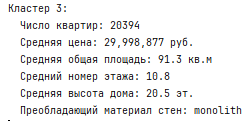 Кластер 3:
Число квартир: 20394
Средняя цена: 29,998,877 руб.
Средняя общая площадь: 91.3 кв.м
Средний номер этажа: 10.8
Средняя высота дома: 20.5 эт.
Преобладающий материал стен: monolith